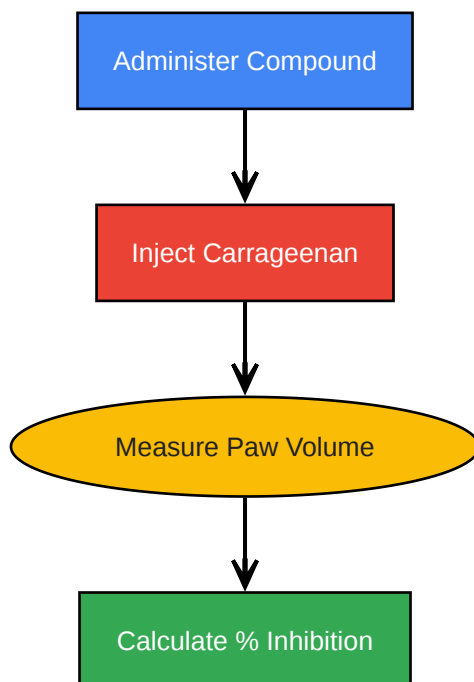 Administer Compound
Inject Carrageenan
Measure Paw Volume
Calculate % Inhibition